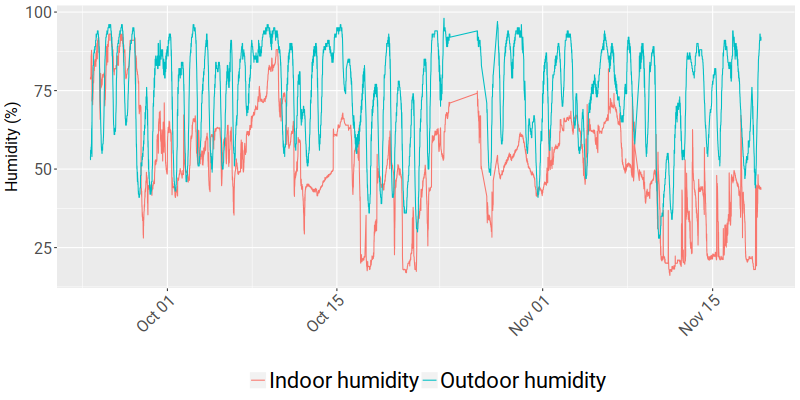 100
75
50
25
Humidity (%)
Oct 01
Oct 15
Nov 01
Nov 15
Indoor humidity
Outdoor humidity